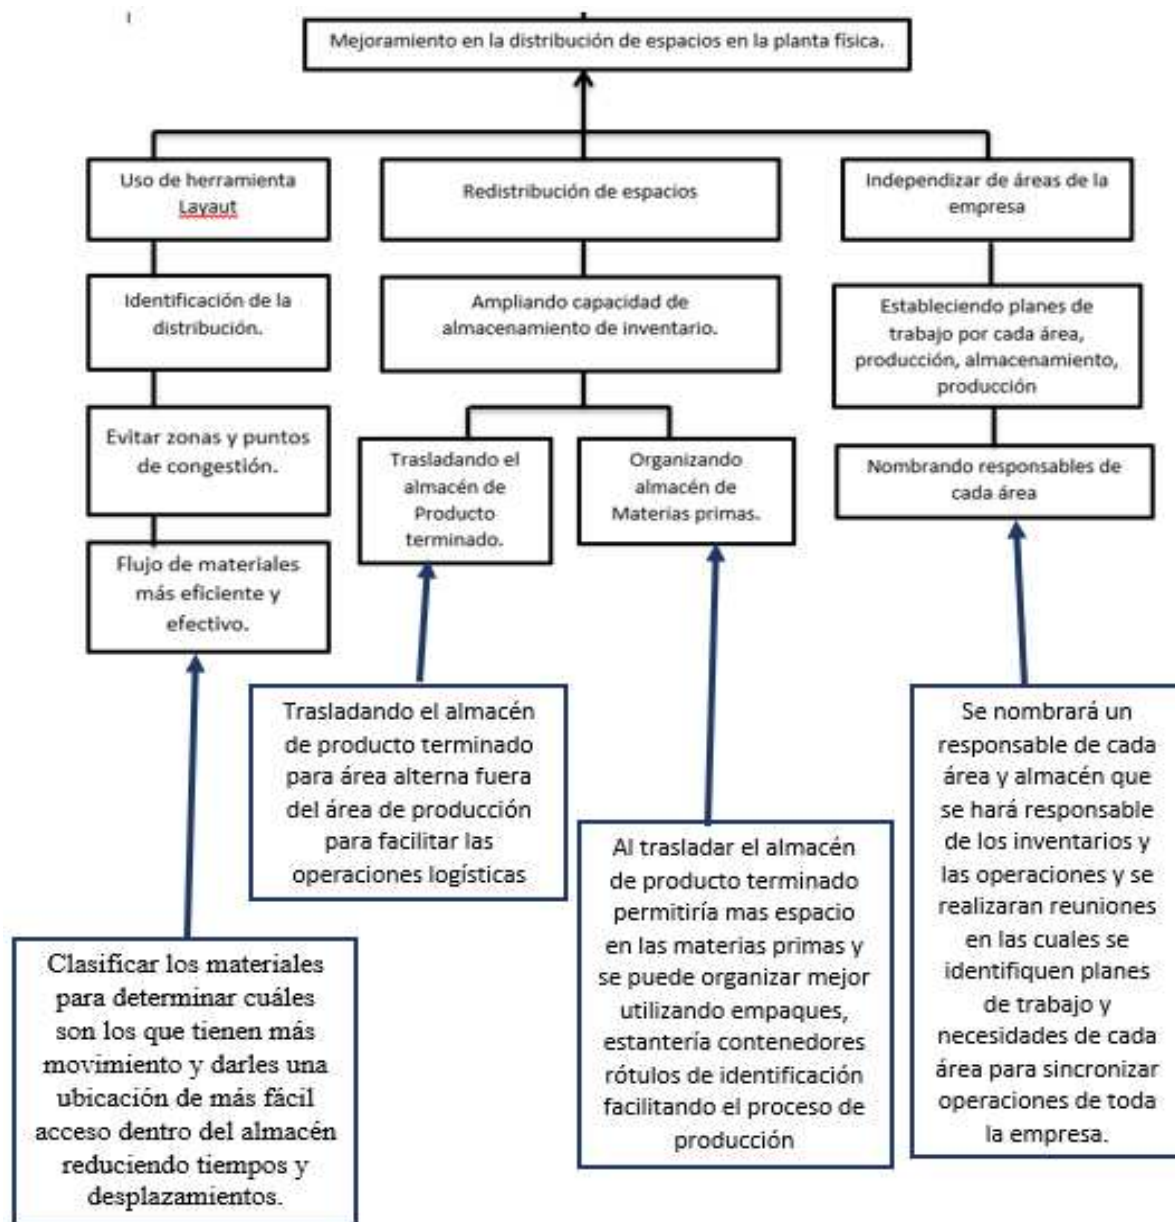 Mejoramiento en la distribución de espacios en la planta física.
Uso de herramienta
Layaut
Redistribución de espacios
Independizar de áreas de la
empresa
Identificación de la
distribución.
Ampliando capacidad de
almacenamiento de inventario.
Estableciendo planes de
trabajo por cada área,
producción, almacenamiento,
producción
Evitar zonas y puntos
de congestión.
Trasladando el
almacén de
Producto
terminado.
Organizando
almacén de
Materias primas.
Nombrando responsables de
cada área
Flujo de materiales
más eficiente y
efectivo.
Trasladando el almacén
de producto terminado
para área alterna fuera
del área de producción
para facilitar las
operaciones logísticas
Se nombrará un
responsable de cada
área y almacén que
se hará responsable
de los inventarios y
las operaciones y se
realizaran reuniones
en las cuales se
identifiquen planes
de trabajo y
necesidades de cada
área para sincronizar
operaciones de toda
la empresa.
Al trasladar el almacén
de producto terminado
permitiría mas espacio
en las materias primas y
se puede organizar mejor
utilizando empaques,
estantería contenedores
rótulos de identificación
facilitando el proceso de
producción
Clasificar los materiales
para determinar cuáles
son los que tienen más
movimiento y darles una
ubicación de más fácil
acceso dentro del almacén
reduciendo tiempos y
desplazamientos.